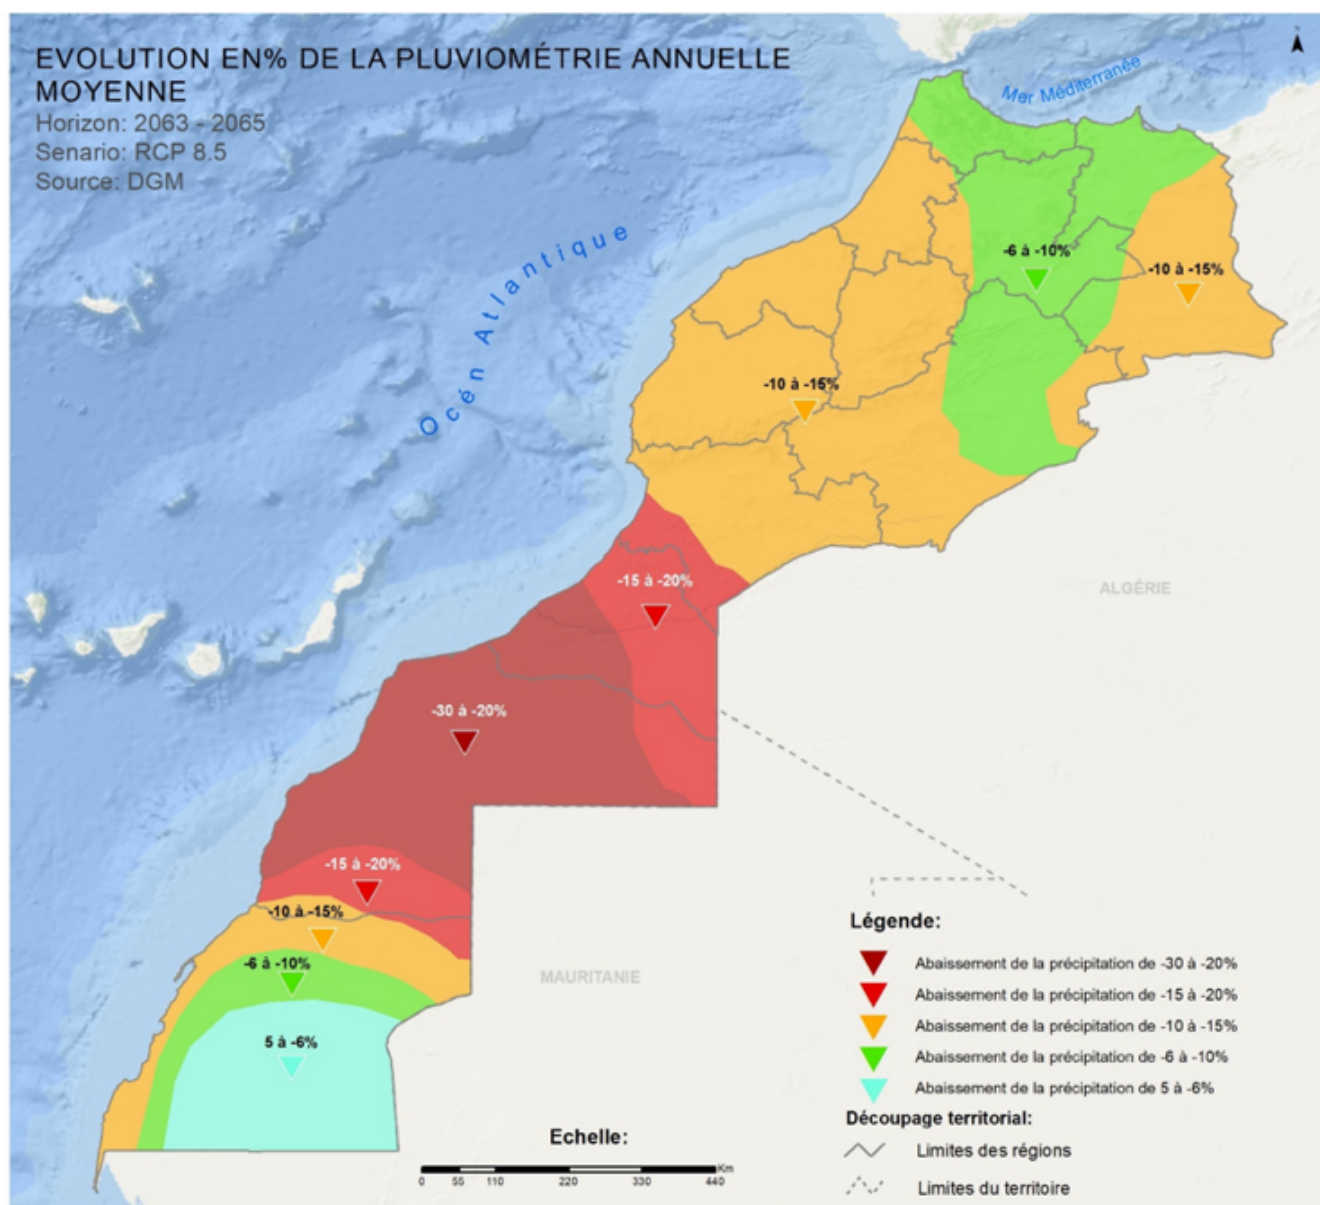 EVOLUTION EN% DE LA PLUVIOMÉTRIE ANNUELLE
MOYENNE
Horizon: 2063 - 2065
Senario: RCP 8.5
Source: DGM
Mer Méditerranée
Océn Atlantique
-6 à -10%
-10 à -15%
-10 à -15%
-15 à -20%
ALGÉRIE
-30 à -20%
-15 à -20%
-10 à -15%
-6 à -10%
MAURITANIE
5 à -6%
Légende:
Abaissement de la précipitation de -30 à -20%
Abaissement de la précipitation de -15 à -20%
Abaissement de la précipitation de -10 à -15%
Abaissement de la précipitation de -6 à -10%
Abaissement de la précipitation de 5 à -6%
Découpage territorial:
Limites des régions
Limites du territoire
Echelle:
Km
0 55 110 220 330 440